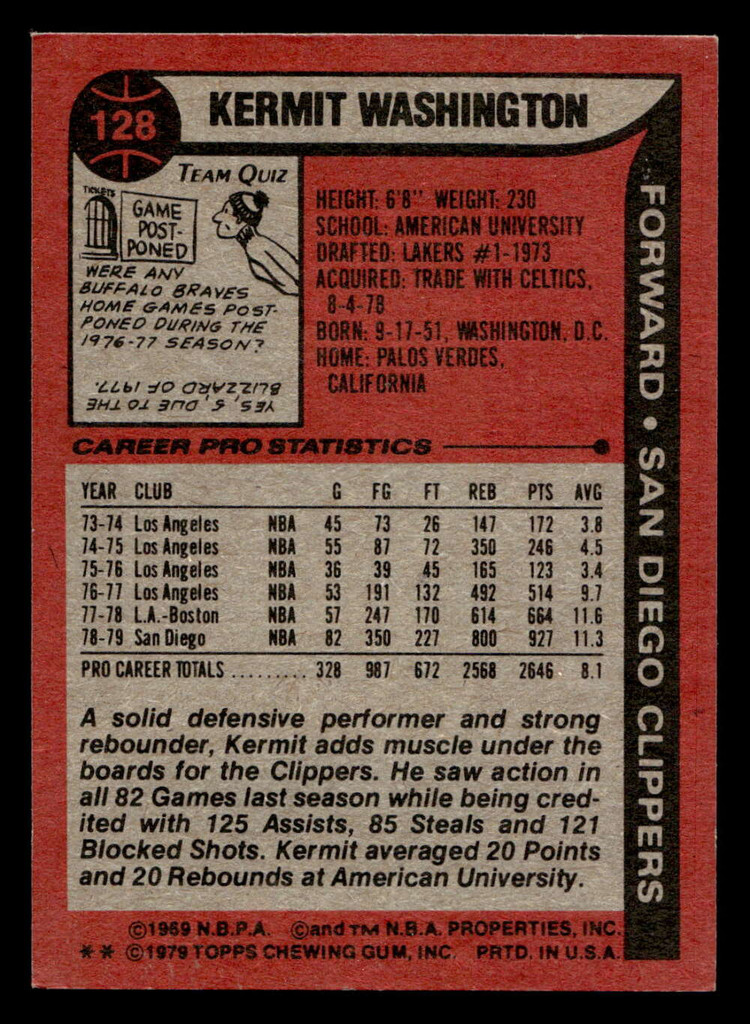 128
KERMIT WASHINGTON
TEAM QUIZ
TICKETS
GAME
POST-
PONED
WERE ANY
BUFFALO BRAVES
HOME GAMES POST-
PONED DURING THE
1976-77 SEASON?
YES, 5, DUE TO THE
BLIZZARD OF 1977.
HEIGHT: 6'8" WEIGHT: 230
SCHOOL: AMERICAN UNIVERSITY
DRAFTED: LAKERS #1-1973
ACQUIRED: TRADE WITH CELTICS,
8-4-78
BORN: 9-17-51, WASHINGTON, D.C.
HOME: PALOS VERDES,
CALIFORNIA
FORWARD • SAN DIEGO CLIPPERS
CAREER PRO STATISTICS
YEAR CLUB G FG FT REB PTS AVG
73-74 Los Angeles NBA 45 73 26 147 172 3.8
74-75 Los Angeles NBA 55 87 72 350 246 4.5
75-76 Los Angeles NBA 36 39 45 165 123 3.4
76-77 Los Angeles NBA 53 191 132 492 514 9.7
77-78 L.A.-Boston NBA 57 247 170 614 664 11.6
78-79 San Diego NBA 82 350 227 800 927 11.3
PRO CAREER TOTALS ......... 328 987 672 2568 2646 8.1
A solid defensive performer and strong
rebounder, Kermit adds muscle under the
boards for the Clippers. He saw action in
all 82 Games last season while being cred-
ited with 125 Assists, 85 Steals and 121
Blocked Shots. Kermit averaged 20 Points
and 20 Rebounds at American University.
©1969 N.B.P.A. ©and TM N.B.A. PROPERTIES, INC.
** ©1979 TOPPS CHEWING GUM, INC. PRTD. IN U.S.A.